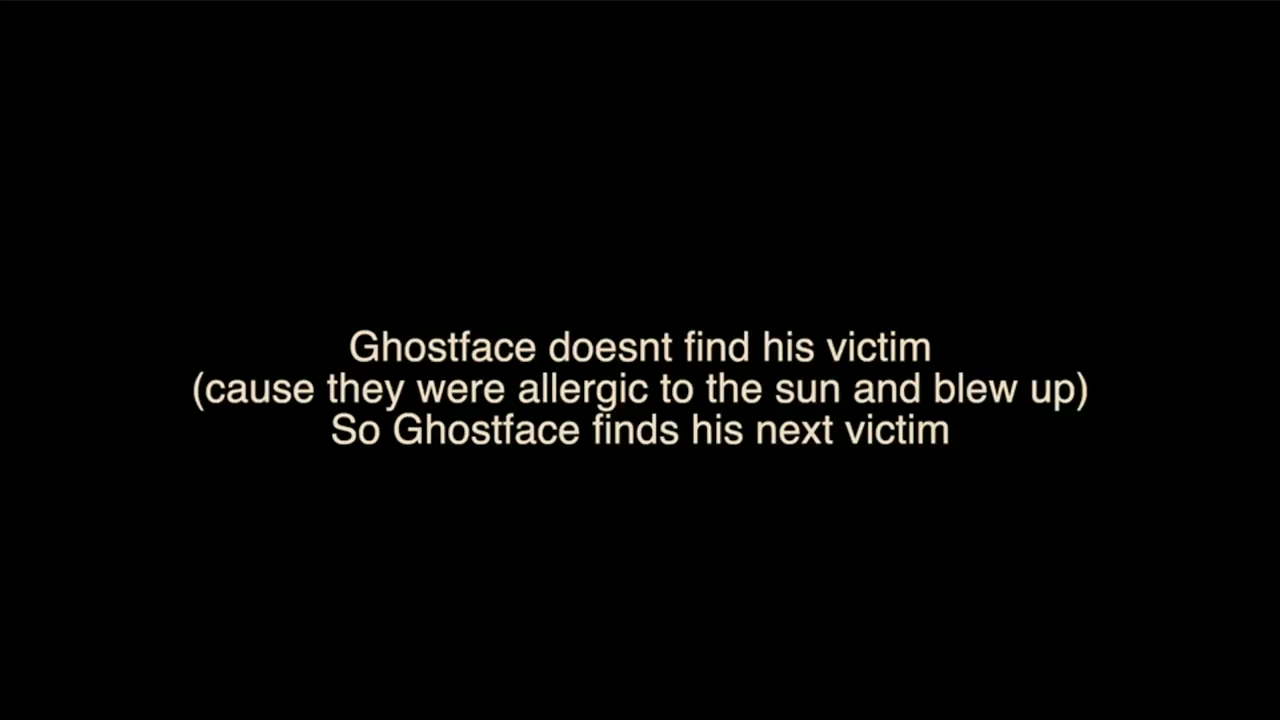 Ghostface doesnt find his victim
(cause they were allergic to the sun and blew up)
So Ghostface finds his next victim